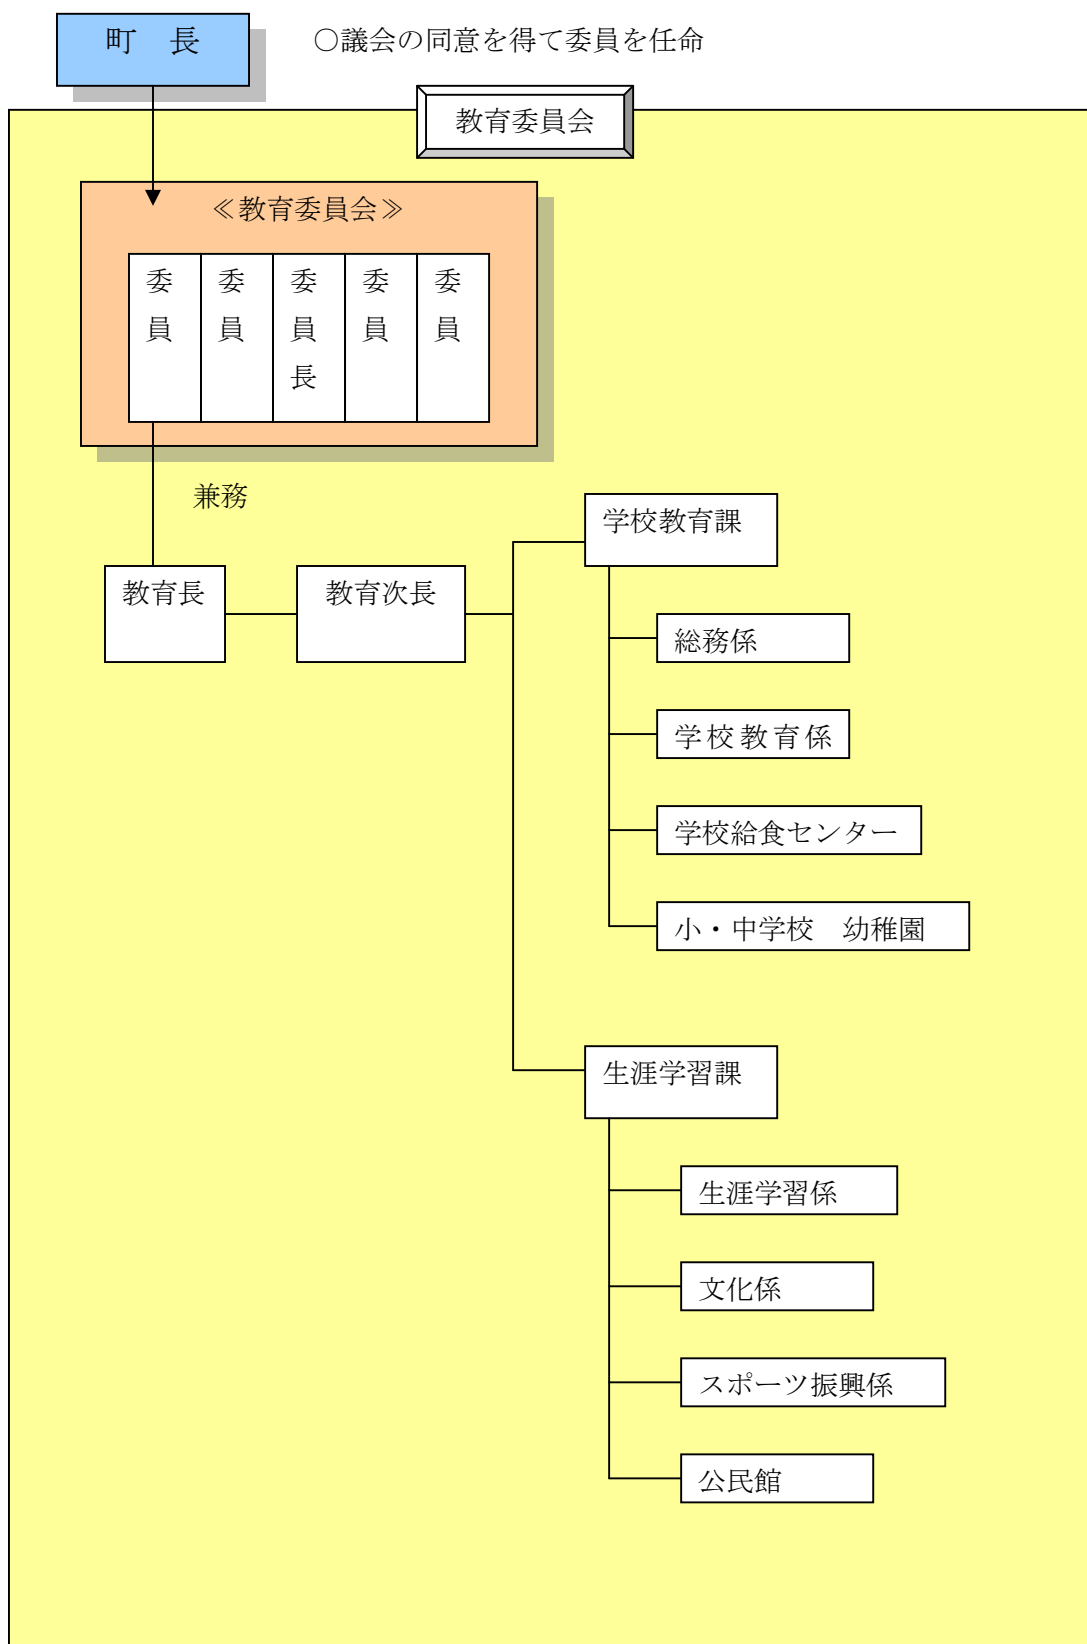 町　長
○議会の同意を得て委員を任命
教育委員会
≪教育委員会≫
委員
委員
委員長
委員
委員
兼務
教育長
教育次長
学校教育課
総務係
学校教育係
学校給食センター
小・中学校　幼稚園
生涯学習課
生涯学習係
文化係
スポーツ振興係
公民館